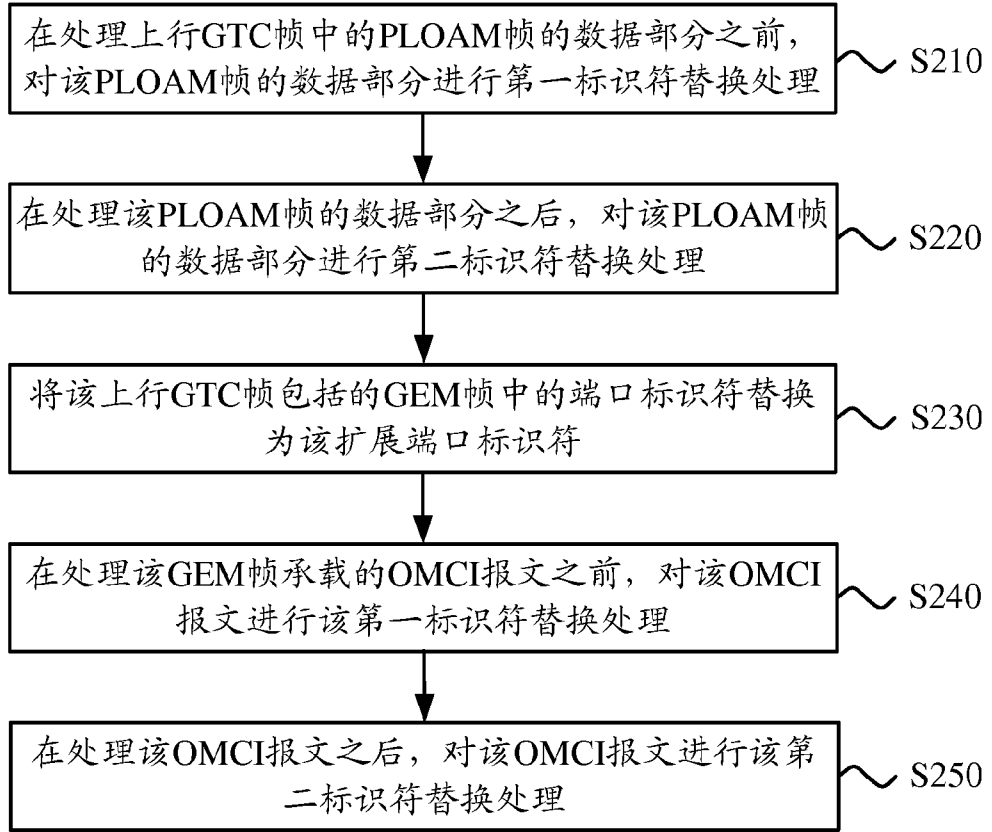 在处理上行GTC帧中的PLOAM帧的数据部分之前，
对该PLOAM帧的数据部分进行第一标识符替换处理
S210
在处理该PLOAM帧的数据部分之后，对该PLOAM帧
的数据部分进行第二标识符替换处理
S220
将该上行GTC帧包括的GEM帧中的端口标识符替换
为该扩展端口标识符
S230
在处理该GEM帧承载的OMCI报文之前，对该OMCI
报文进行该第一标识符替换处理
S240
在处理该OMCI报文之后，对该OMCI报文进行该第
二标识符替换处理
S250